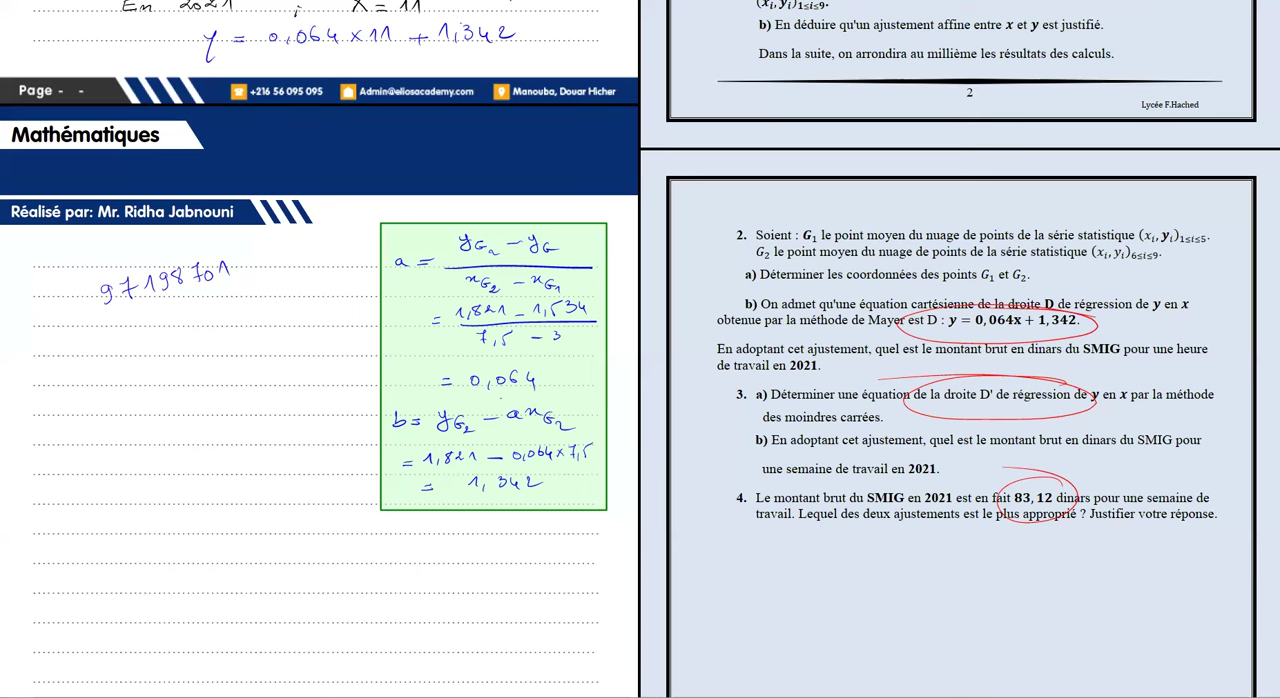 En 2021 ; x = 11
y = 0,064 × 11 + 1,342
Page - -
+216 56 095 095
Admin@eliosacademy.com
Manouba, Douar Hicher
Mathématiques
Réalisé par: Mr. Ridha Jabnouni
97198701
a = (yG2 - yG) / (xG2 - xG1)
= (1,821 - 1,534) / (7,5 - 3)
= 0,064
b = yG2 - a xG2
= 1,821 - 0,064 × 7,5
= 1,342
(xᵢ, yᵢ)1≤i≤9.
b) En déduire qu'un ajustement affine entre x et y est justifié.
Dans la suite, on arrondira au millième les résultats des calculs.
2
Lycée F.Hached
2. Soient : G₁ le point moyen du nuage de points de la série statistique (xᵢ, yᵢ)1≤i≤5.
G₂ le point moyen du nuage de points de la série statistique (xᵢ, yᵢ)6≤i≤9.
a) Déterminer les coordonnées des points G₁ et G₂.
b) On admet qu'une équation cartésienne de la droite D de régression de y en x
obtenue par la méthode de Mayer est D : y = 0,064x + 1,342.
En adoptant cet ajustement, quel est le montant brut en dinars du SMIG pour une heure
de travail en 2021.
3. a) Déterminer une équation de la droite D' de régression de y en x par la méthode
des moindres carrées.
b) En adoptant cet ajustement, quel est le montant brut en dinars du SMIG pour
une semaine de travail en 2021.
4. Le montant brut du SMIG en 2021 est en fait 83,12 dinars pour une semaine de
travail. Lequel des deux ajustements est le plus approprié ? Justifier votre réponse.